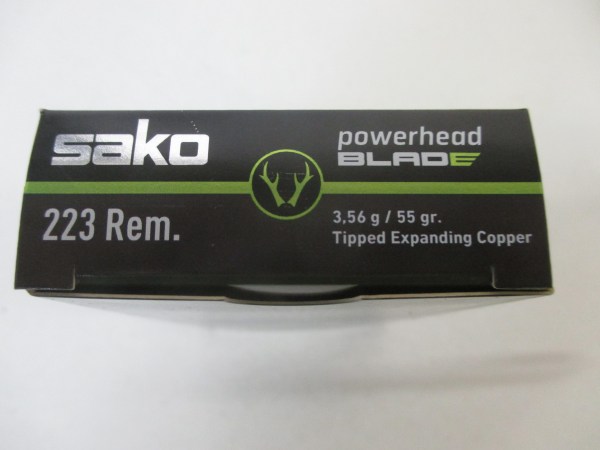 sako
powerhead
BLADE
223 Rem.
3,56 g / 55 gr.
Tipped Expanding Copper